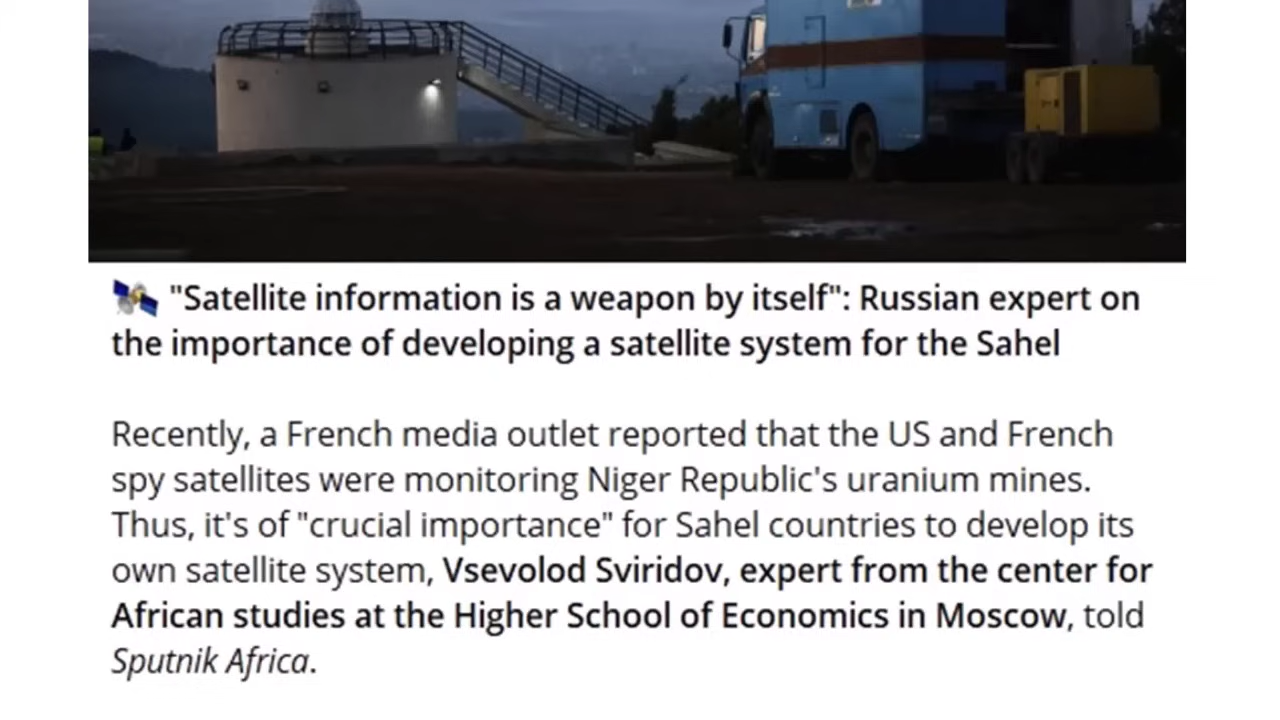 🛰 "Satellite information is a weapon by itself": Russian expert on
the importance of developing a satellite system for the Sahel
Recently, a French media outlet reported that the US and French
spy satellites were monitoring Niger Republic's uranium mines.
Thus, it's of "crucial importance" for Sahel countries to develop its
own satellite system, Vsevolod Sviridov, expert from the center for
African studies at the Higher School of Economics in Moscow, told
Sputnik Africa.